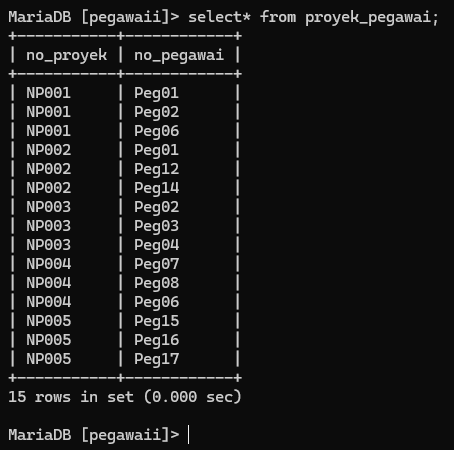 MariaDB [pegawaii]> select* from proyek_pegawai;
+-----------+------------+
| no_proyek | no_pegawai |
+-----------+------------+
| NP001     | Peg01      |
| NP001     | Peg02      |
| NP001     | Peg06      |
| NP002     | Peg01      |
| NP002     | Peg12      |
| NP002     | Peg14      |
| NP003     | Peg02      |
| NP003     | Peg03      |
| NP003     | Peg04      |
| NP004     | Peg07      |
| NP004     | Peg08      |
| NP004     | Peg06      |
| NP005     | Peg15      |
| NP005     | Peg16      |
| NP005     | Peg17      |
+-----------+------------+
15 rows in set (0.000 sec)
MariaDB [pegawaii]>